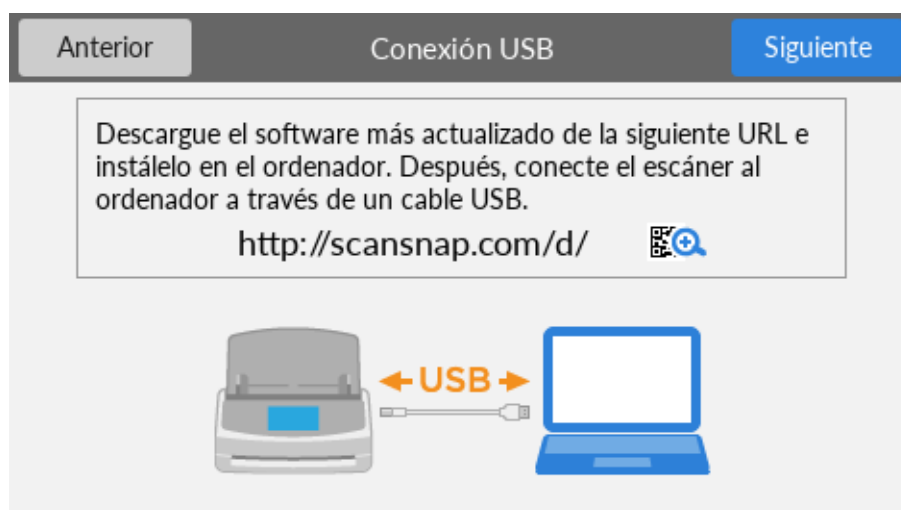 Anterior
Conexión USB
Siguiente
Descargue el software más actualizado de la siguiente URL e
instálelo en el ordenador. Después, conecte el escáner al
ordenador a través de un cable USB.
http://scansnap.com/d/
USB